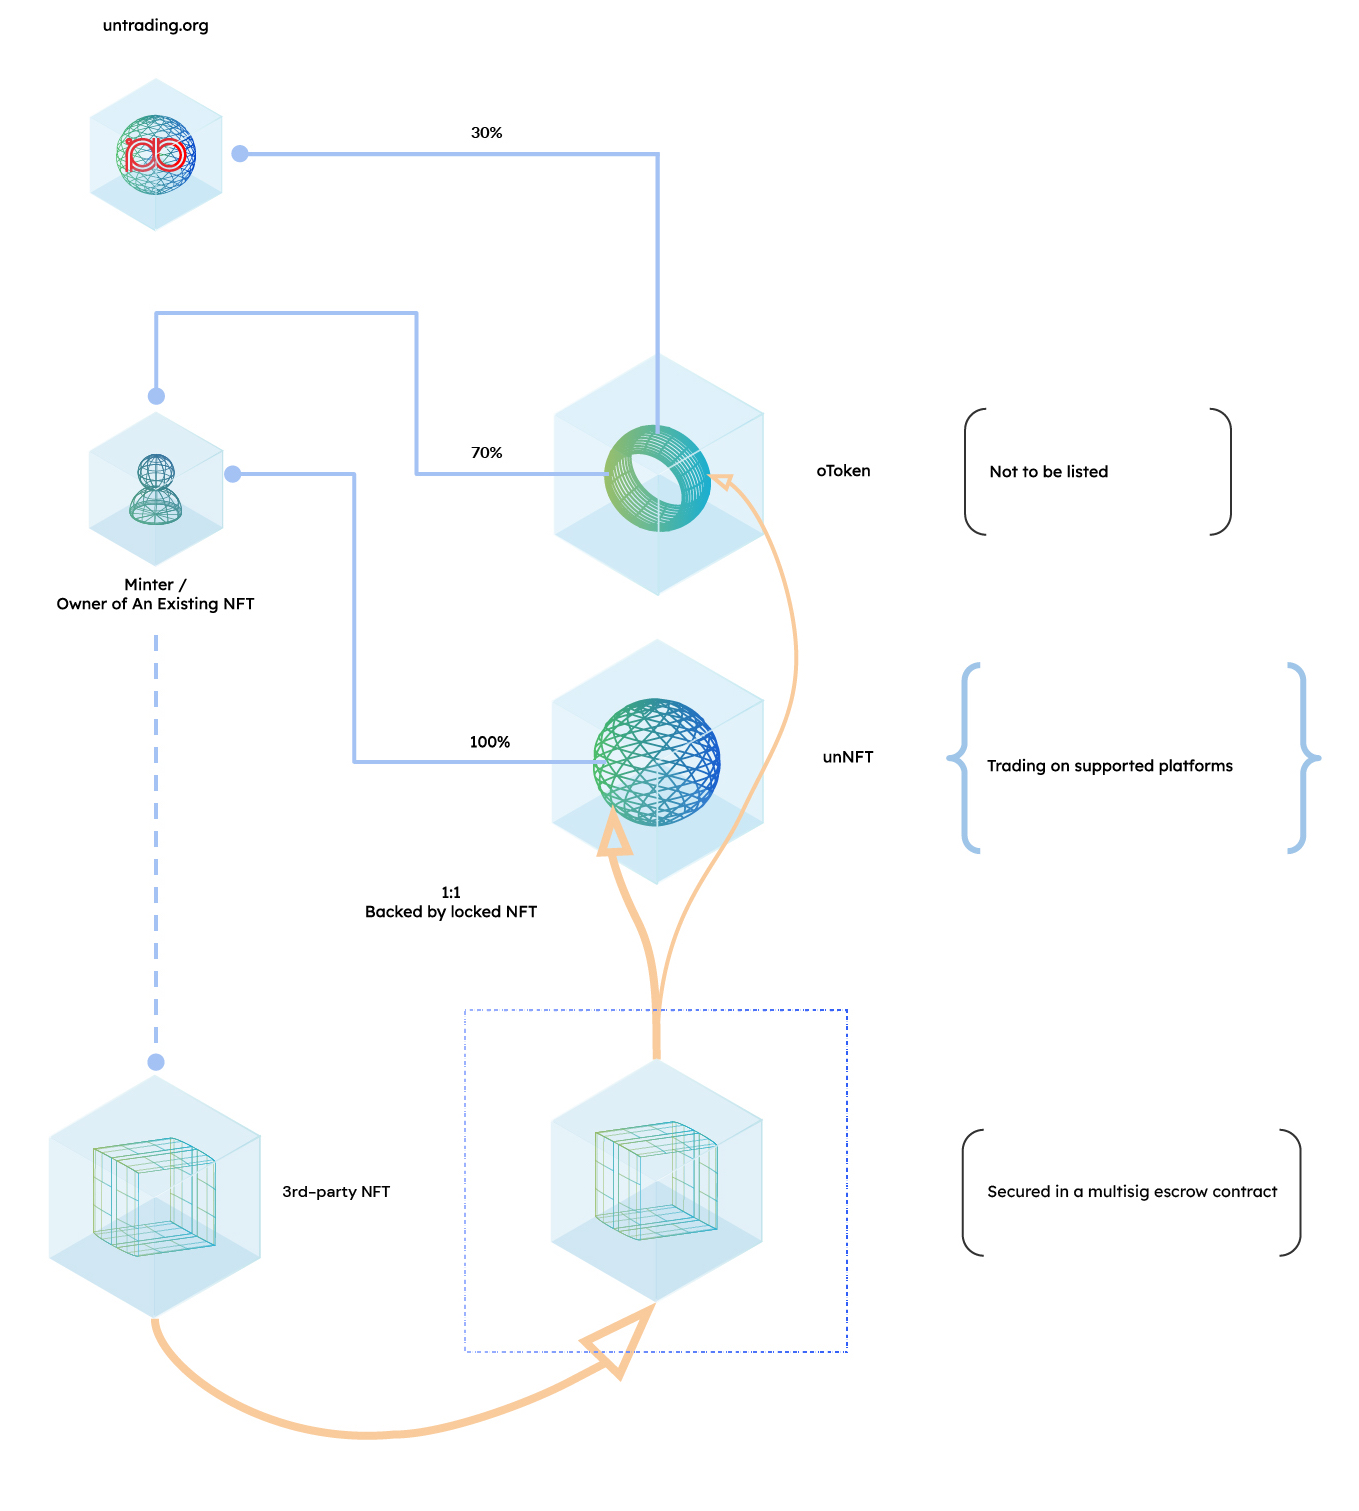 untrading.org
30%
70%
oToken
Not to be listed
Minter /
Owner of An Existing NFT
100%
unNFT
Trading on supported platforms
1:1
Backed by locked NFT
3rd-party NFT
Secured in a multisig escrow contract